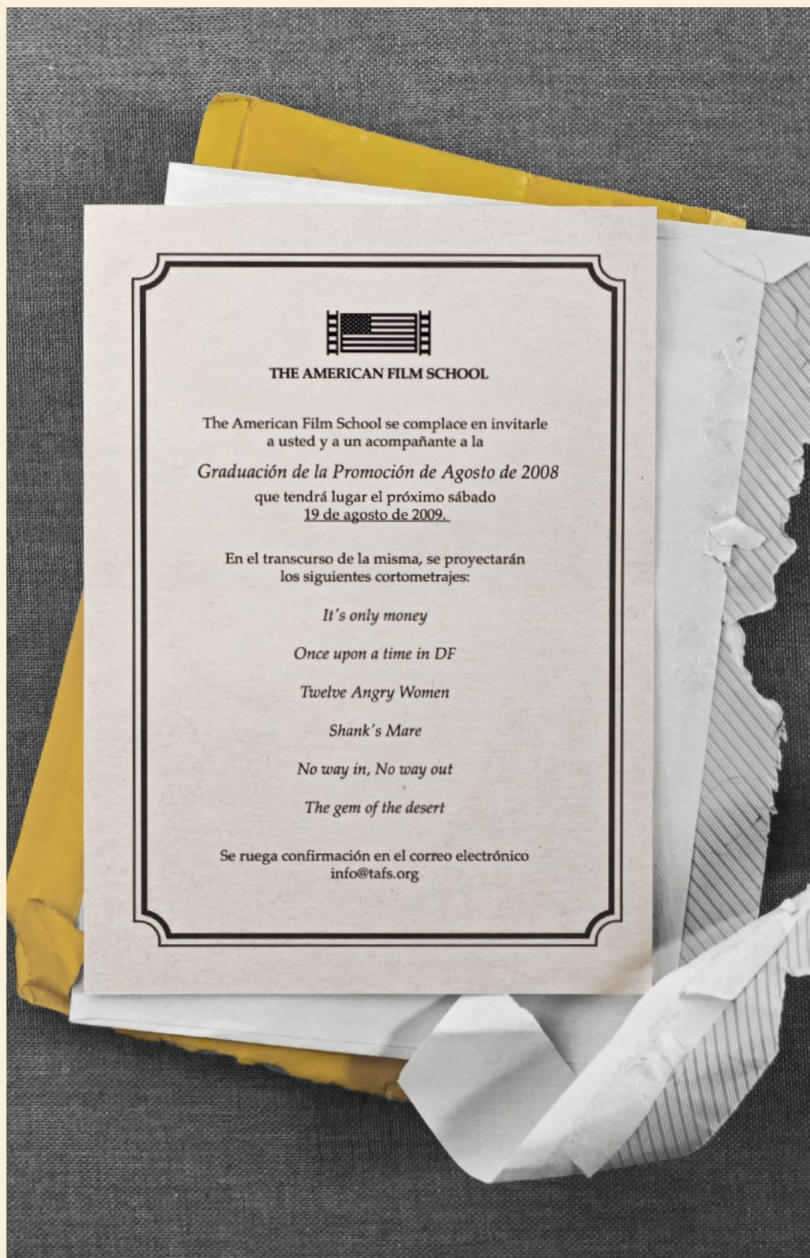 THE AMERICAN FILM SCHOOL
The American Film School se complace en invitarle
a usted y a un acompañante a la
Graduación de la Promoción de Agosto de 2008
que tendrá lugar el próximo sábado
19 de agosto de 2009.
En el transcurso de la misma, se proyectarán
los siguientes cortometrajes:
It's only money
Once upon a time in DF
Twelve Angry Women
Shank's Mare
No way in, No way out
The gem of the desert
Se ruega confirmación en el correo electrónico
info@tafs.org